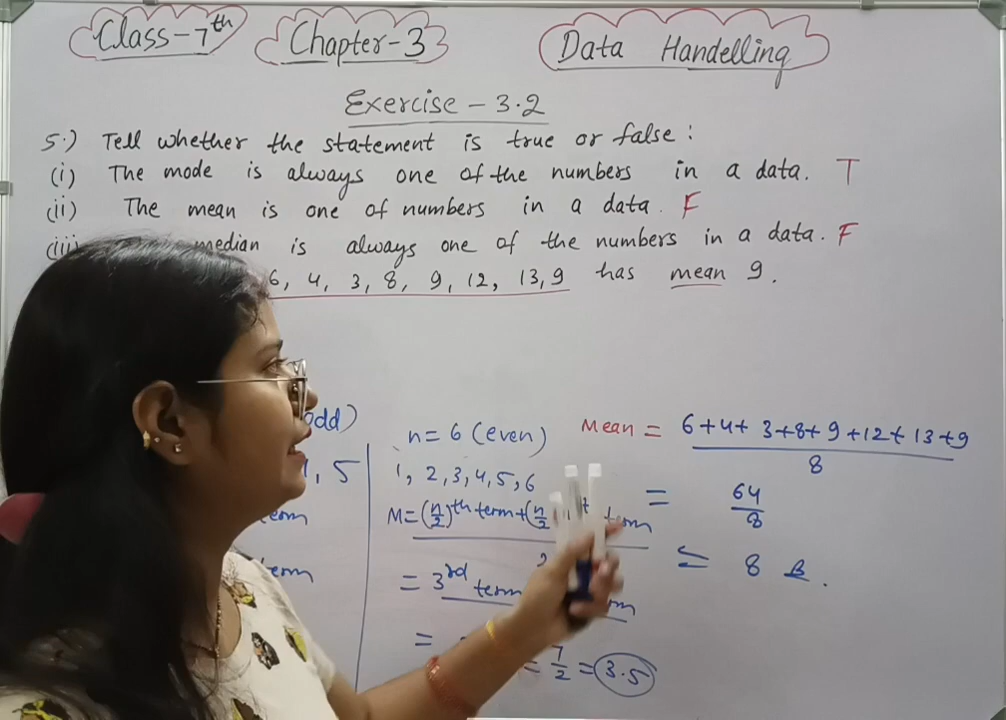 Class-7th Chapter-3 Data Handelling
Exercise - 3.2
5.) Tell whether the statement is true or false :
(i) The mode is always one of the numbers in a data. T
(ii) The mean is one of numbers in a data. F
(iii) median is always one of the numbers in a data. F
6, 4, 3, 8, 9, 12, 13, 9 has mean 9.
odd)
, 5
term
term
n = 6 (even)
1, 2, 3, 4, 5, 6
M = (n/2)th term + (n/2 term
= 3rd term
=
= 7/2 = 3.5
Mean = 6+4+3+8+9+12+13+9
8
= 64/8
= 8